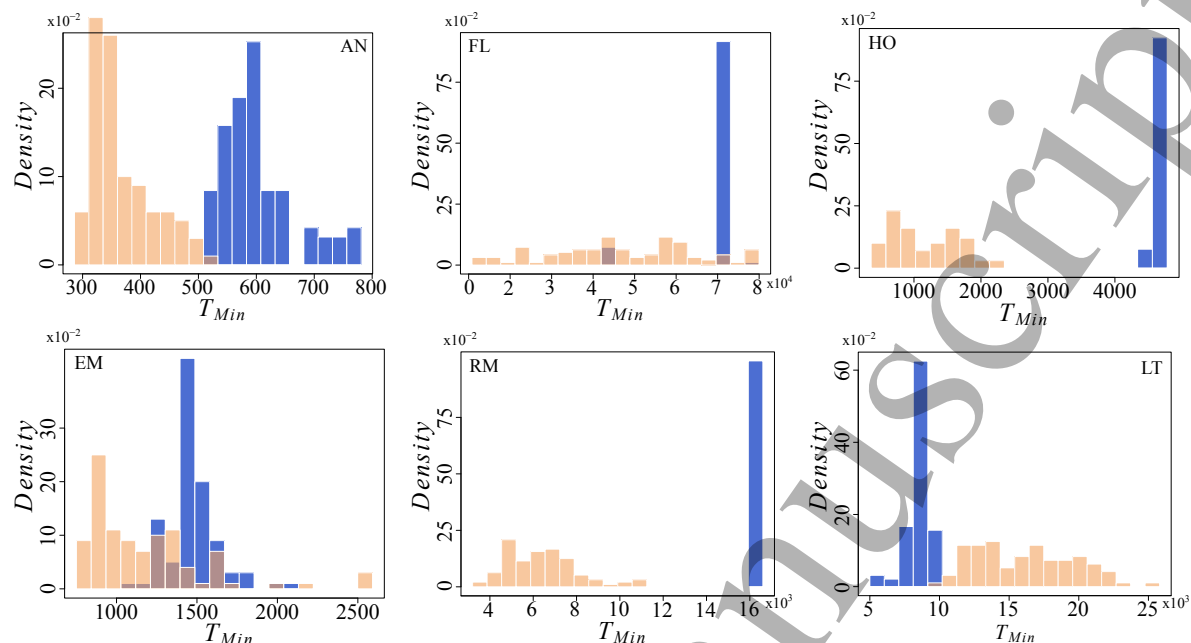 x10⁻²
AN
Density
0
10
20
300
400
500
600
700
800
T_Min
x10⁻²
FL
Density
0
25
50
75
0
1
2
3
4
5
6
7
8
x10⁴
T_Min
x10⁻²
HO
Density
0
25
50
75
1000
2000
3000
4000
T_Min
x10⁻²
EM
Density
0
10
20
30
1000
1500
2000
2500
T_Min
x10⁻²
RM
Density
0
25
50
75
4
6
8
10
12
14
16
x10³
T_Min
x10⁻²
LT
Density
0
20
40
60
5
10
15
20
25
x10³
T_Min
nuscrip